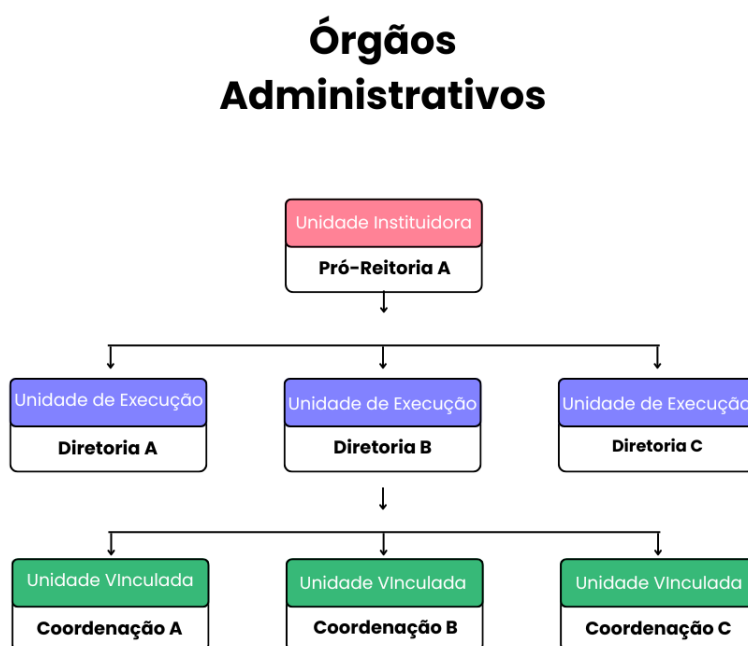 Órgãos
Administrativos
Unidade Instituidora
Pró-Reitoria A
Unidade de Execução
Unidade de Execução
Unidade de Execução
Diretoria A
Diretoria B
Diretoria C
Unidade VInculada
Unidade VInculada
Unidade VInculada
Coordenação A
Coordenação B
Coordenação C